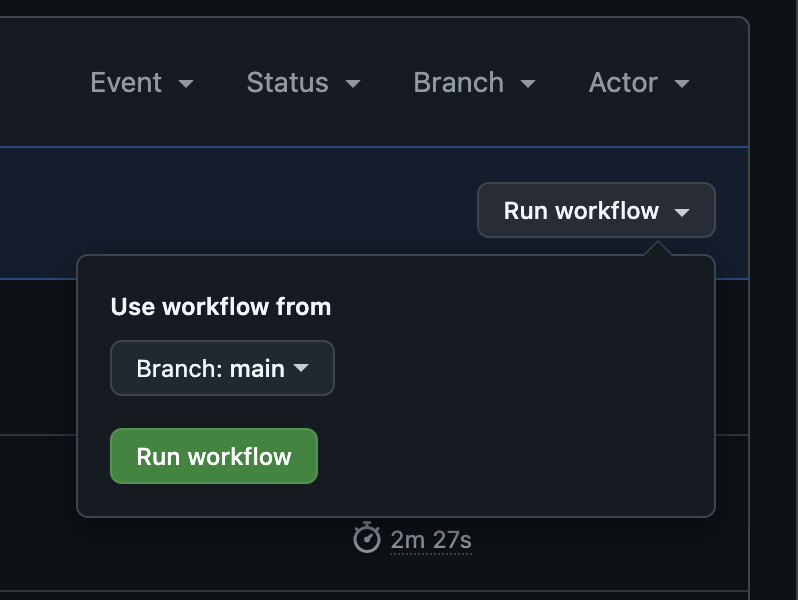 Event Status Branch Actor
Run workflow
Use workflow from
Branch: main
Run workflow
2m 27s